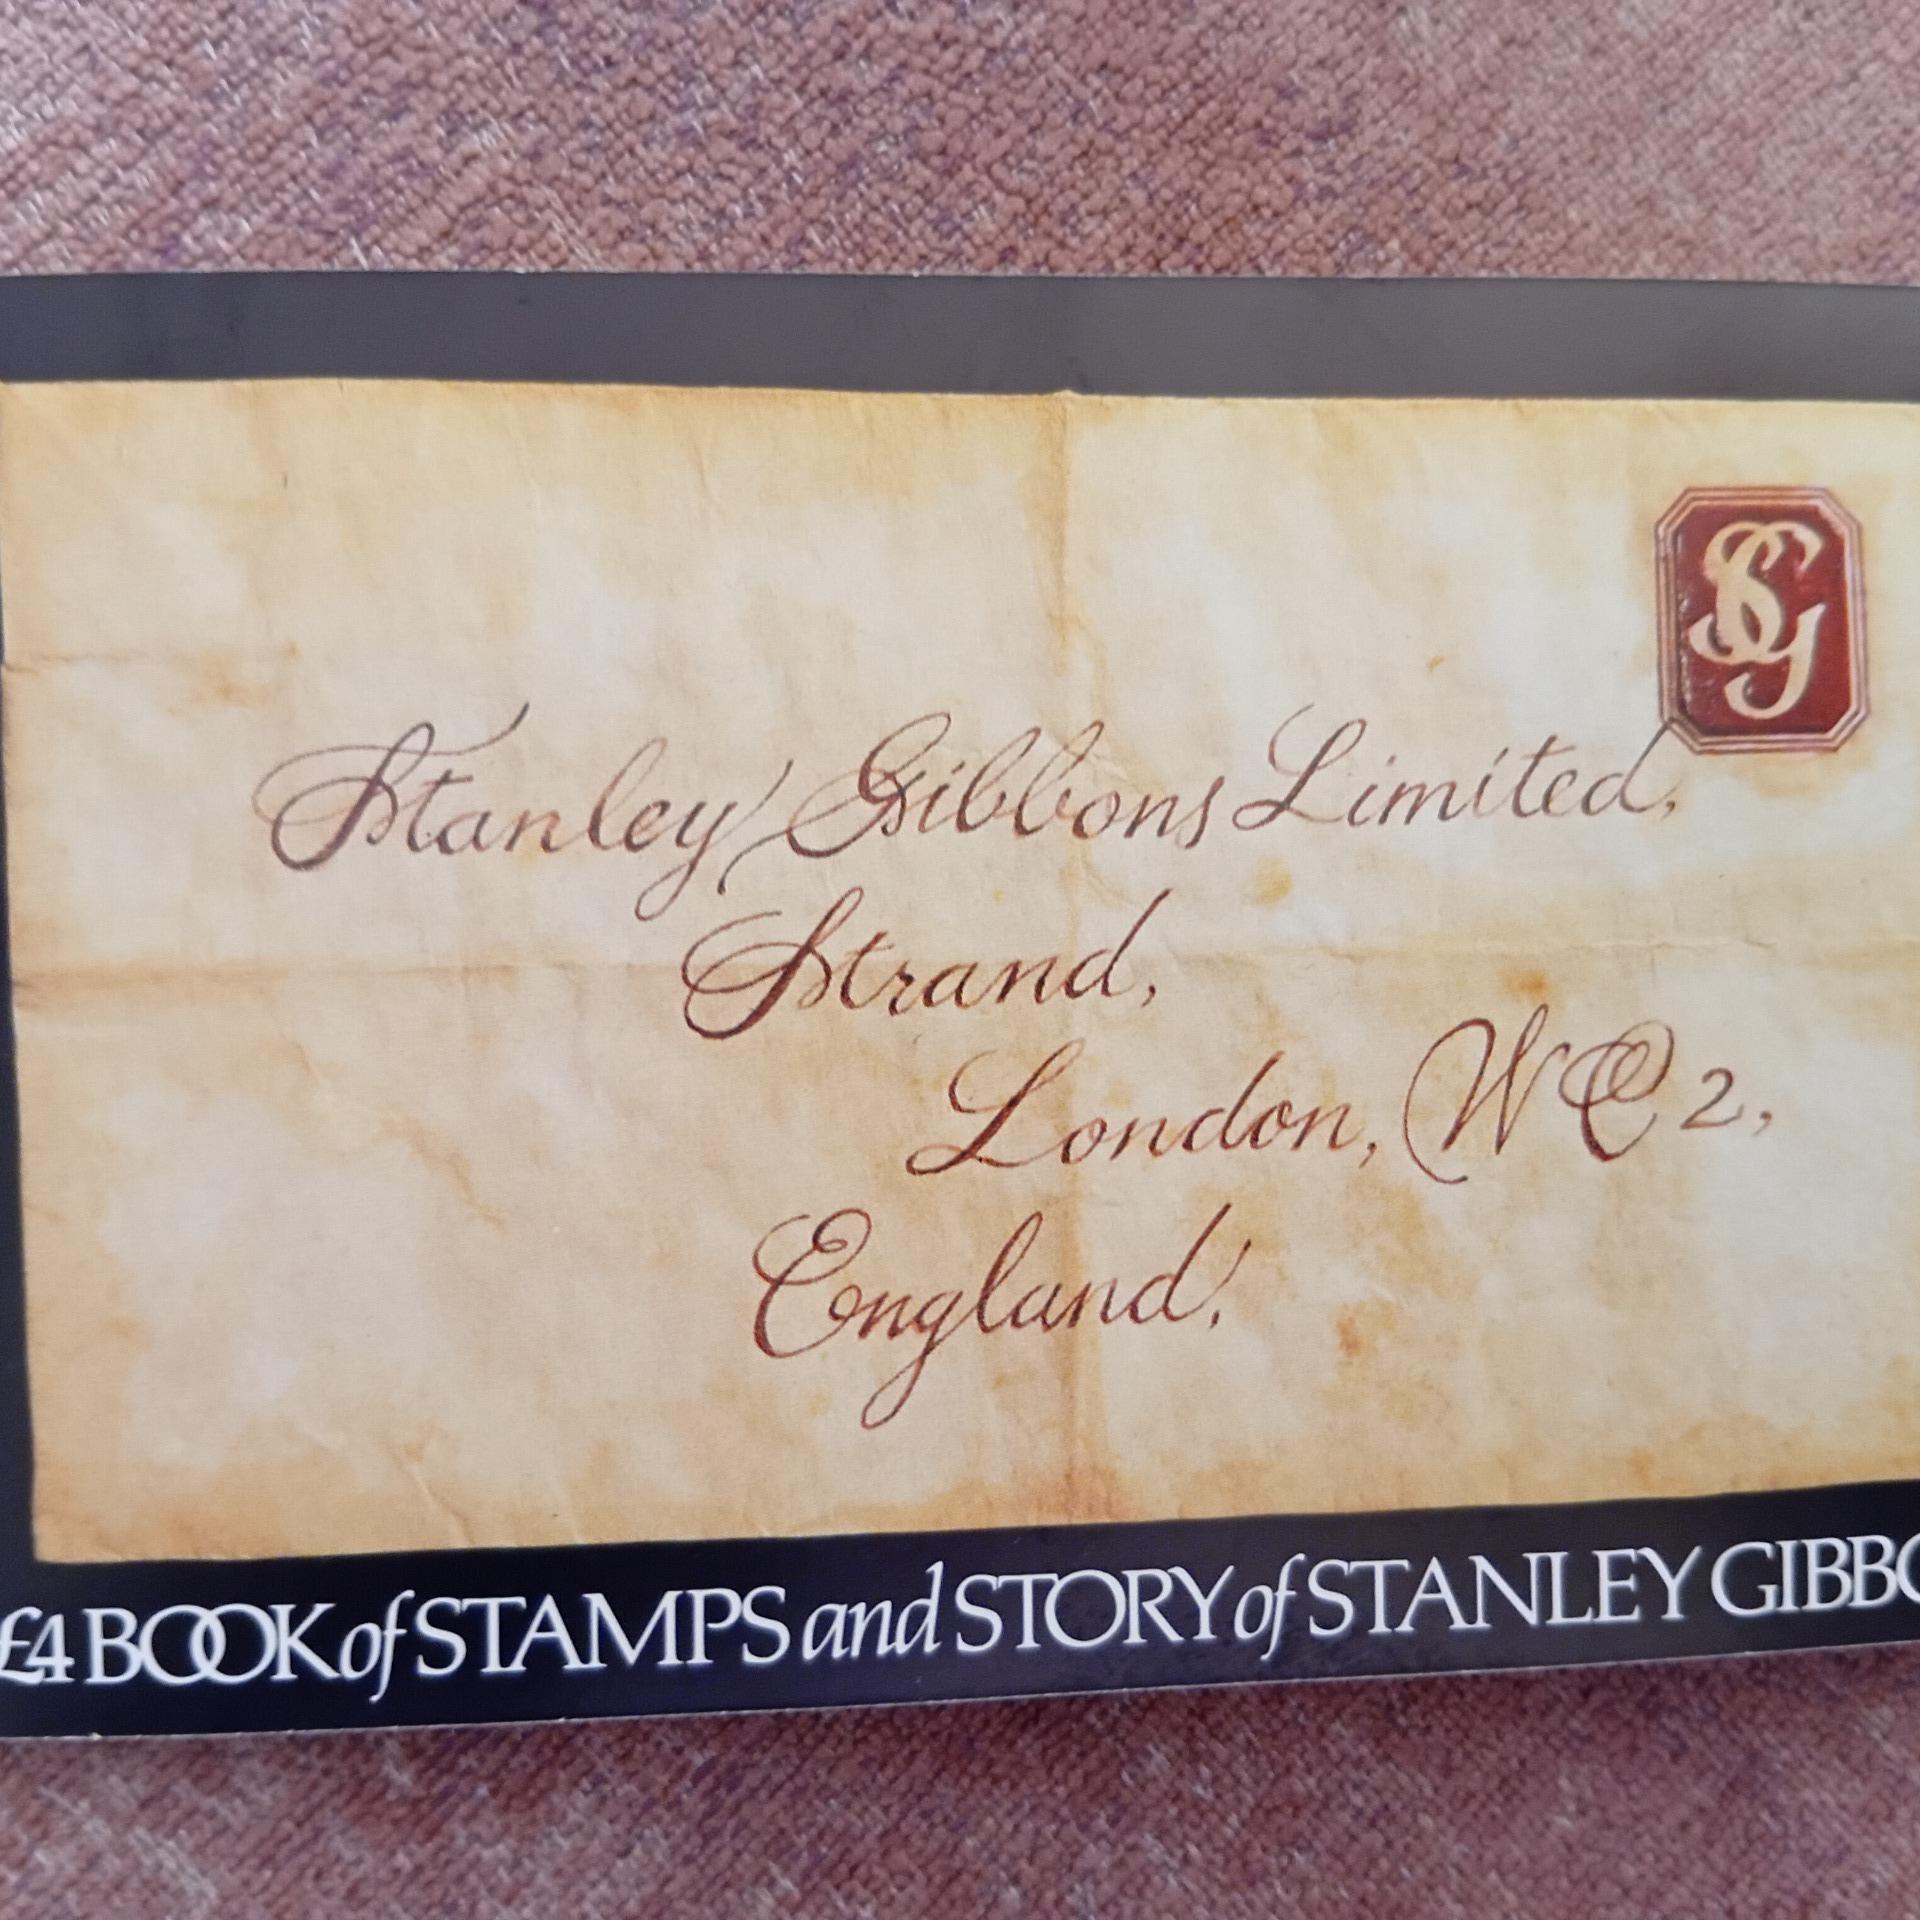 SG
Stanley Gibbons Limited,
Strand,
London, WC2,
England.
£4 BOOK of STAMPS and STORY of STANLEY GIBBO